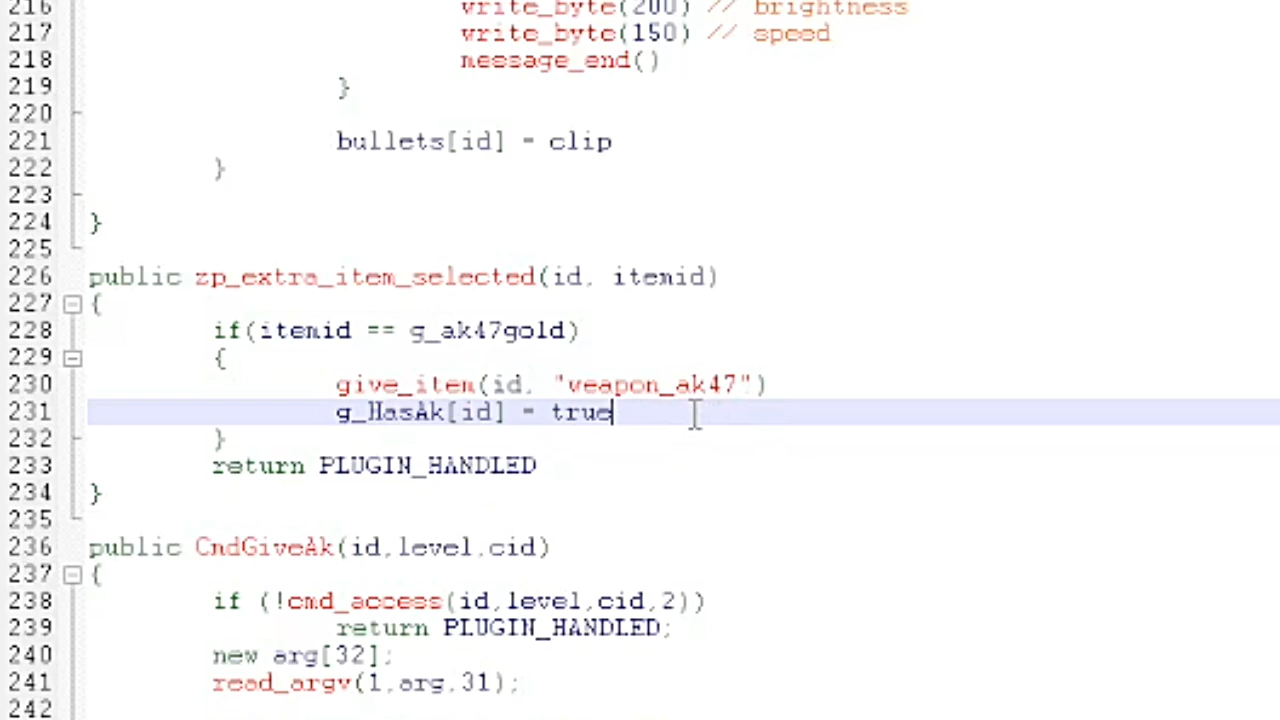 216 write_byte(200) // brightness
217 write_byte(150) // speed
218 message_end()
219 }
220
221 bullets[id] = clip
222 }
223
224 }
225
226 public zp_extra_item_selected(id, itemid)
227 {
228 if(itemid == g_ak47gold)
229 {
230 give_item(id, "weapon_ak47")
231 g_HasAk[id] = true
232 }
233 return PLUGIN_HANDLED
234 }
235
236 public CmdGiveAk(id,level,cid)
237 {
238 if (!cmd_access(id,level,cid,2))
239 return PLUGIN_HANDLED;
240 new arg[32];
241 read_argv(1,arg,31);
242